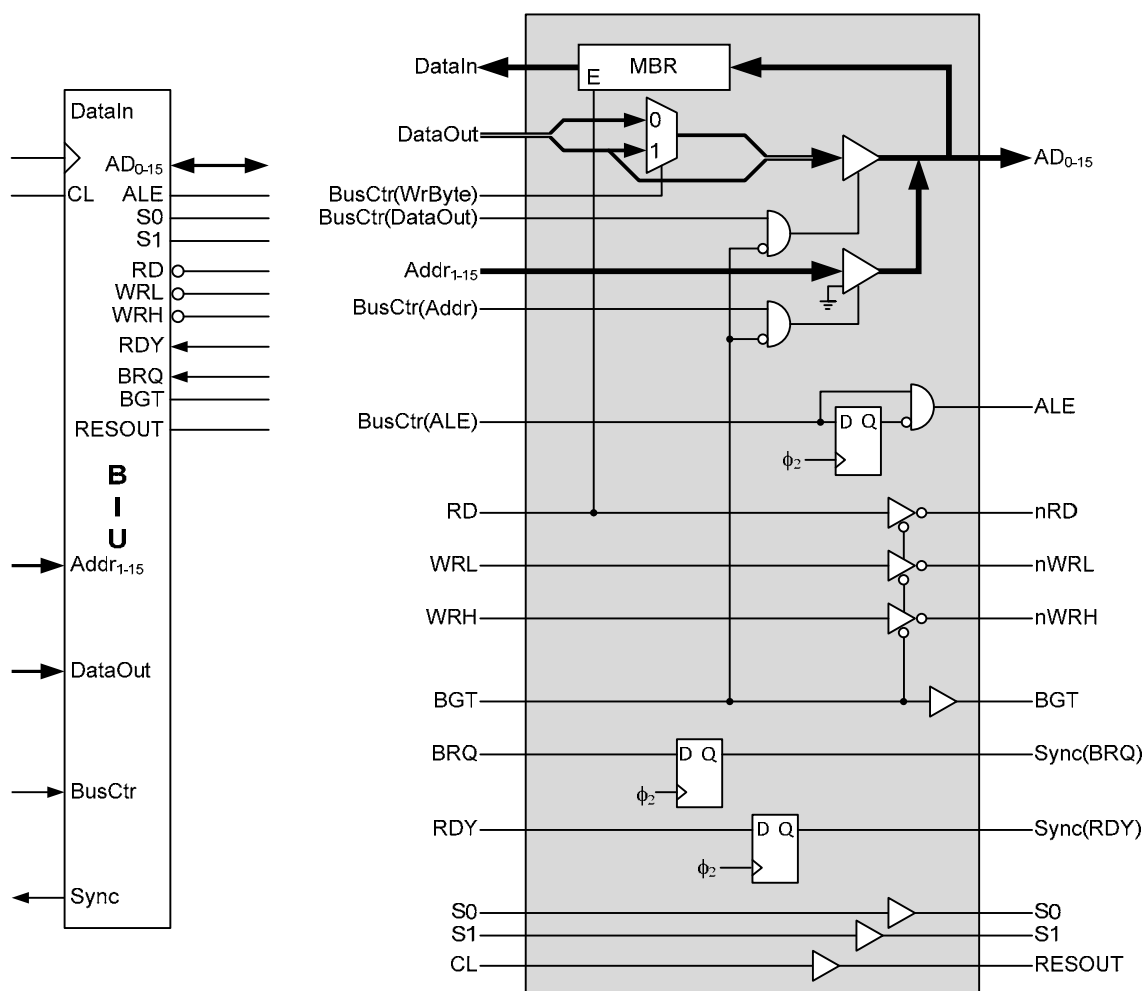 DataIn
AD0-15
CL
ALE
S0
S1
RD
WRL
WRH
RDY
BRQ
BGT
RESOUT
B
I
U
Addr1-15
DataOut
BusCtr
Sync
DataIn
MBR
E
DataOut
0
1
AD0-15
BusCtr(WrByte)
BusCtr(DataOut)
Addr1-15
BusCtr(Addr)
BusCtr(ALE)
D Q
ϕ2
ALE
RD
nRD
WRL
nWRL
WRH
nWRH
BGT
BGT
BRQ
D Q
ϕ2
Sync(BRQ)
RDY
D Q
ϕ2
Sync(RDY)
S0
S0
S1
S1
CL
RESOUT